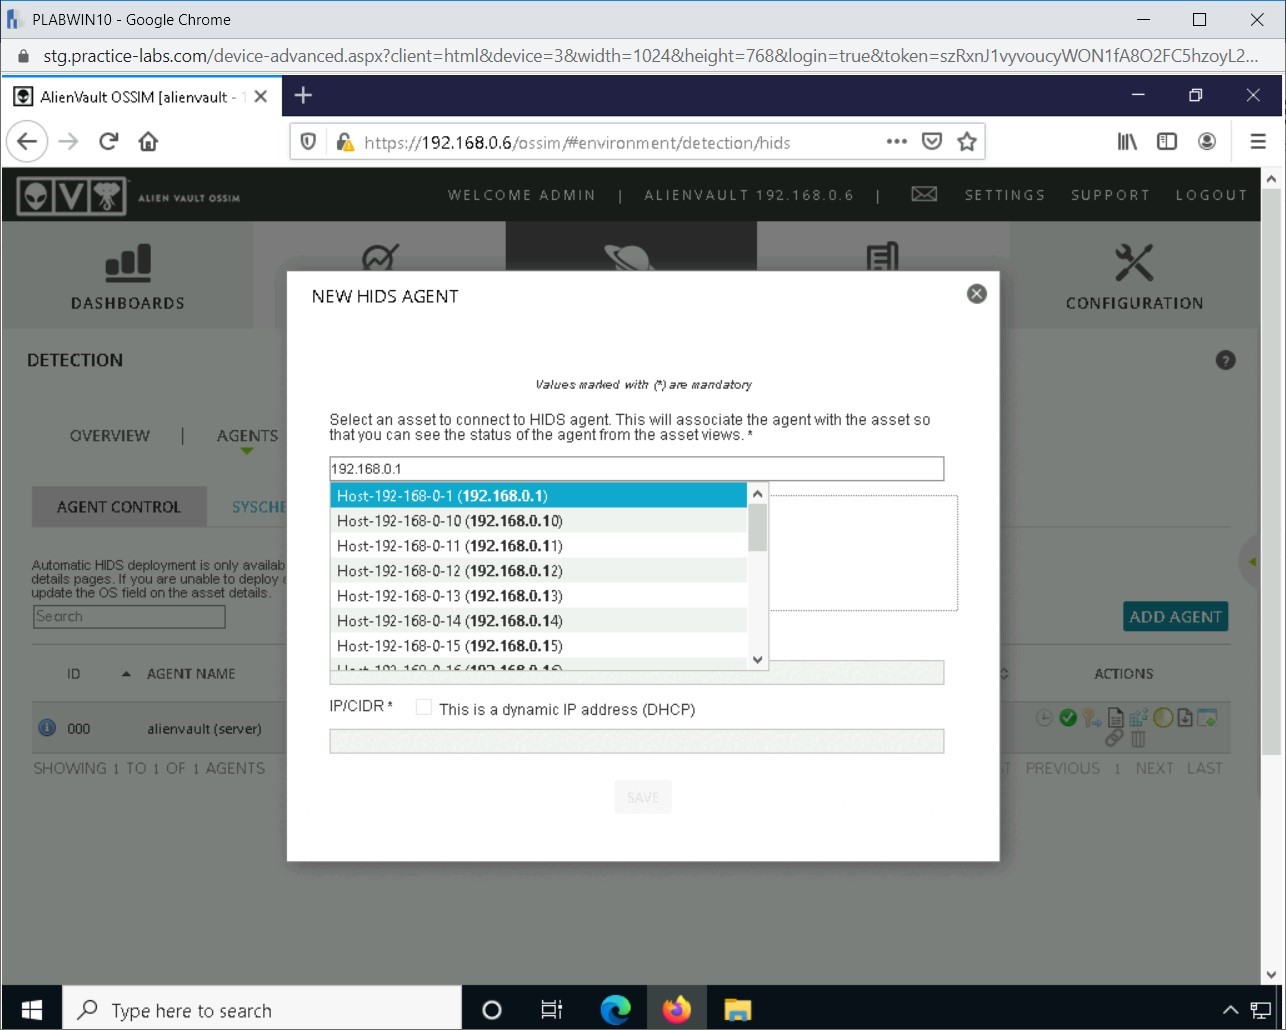 PLABWIN10 - Google Chrome
stg.practice-labs.com/device-advanced.aspx?client=html&device=3&width=1024&height=768&login=true&token=szRxnJ1vyvoucyWON1fA8O2FC5hzoyL2...
AlienVault OSSIM [alienvault -
https://192.168.0.6/ossim/#environment/detection/hids
ALIEN VAULT OSSIM
WELCOME ADMIN | ALIENVAULT 192.168.0.6 | SETTINGS SUPPORT LOGOUT
DASHBOARDS
CONFIGURATION
NEW HIDS AGENT
DETECTION
Values marked with (*) are mandatory
Select an asset to connect to HIDS agent. This will associate the agent with the asset so
that you can see the status of the agent from the asset views. *
OVERVIEW | AGENTS
192.168.0.1
Host-192-168-0-1 (192.168.0.1)
Host-192-168-0-10 (192.168.0.10)
Host-192-168-0-11 (192.168.0.11)
Host-192-168-0-12 (192.168.0.12)
Host-192-168-0-13 (192.168.0.13)
Host-192-168-0-14 (192.168.0.14)
Host-192-168-0-15 (192.168.0.15)
Host-192-168-0-16 (192.168.0.16)
AGENT CONTROL
SYSCHE
Automatic HIDS deployment is only availab
details pages. If you are unable to deploy
update the OS field on the asset details.
Search
ADD AGENT
ID AGENT NAME ACTIONS
IP/CIDR * This is a dynamic IP address (DHCP)
000 alienvault (server)
SHOWING 1 TO 1 OF 1 AGENTS
ST PREVIOUS 1 NEXT LAST
SAVE
Type here to search